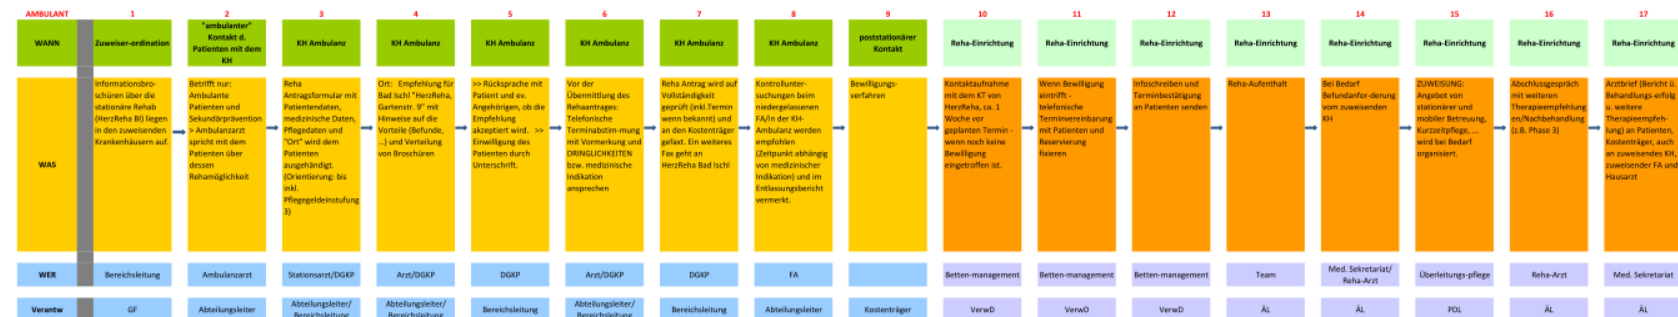 AMBULANT 1 2 3 4 5 6 7 8 9 10 11 12 13 14 15 16 17
WANN
Zuweiser-ordination
"ambulanter"
Kontakt d.
Patienten mit dem
KH
KH Ambulanz
KH Ambulanz
KH Ambulanz
KH Ambulanz
KH Ambulanz
KH Ambulanz
poststationärer
Kontakt
Reha-Einrichtung
Reha-Einrichtung
Reha-Einrichtung
Reha-Einrichtung
Reha-Einrichtung
Reha-Einrichtung
Reha-Einrichtung
Reha-Einrichtung
WAS
Informationsbro-
schüren über die
stationäre Rehab
(HerzReha BI) liegen
in den zuweisenden
Krankenhäusern auf.
Betrifft nur:
Ambulante
Patienten und
Sekundärprävention
> Ambulanzarzt
spricht mit dem
Patienten über
dessen
Rehamöglichkeit
Reha
Antragsformular mit
Patientendaten,
medizinische Daten,
Pflegedaten und
"Ort" wird dem
Patienten
ausgehändigt.
(Orientierung: bis
inkl.
Pflegegeldeinstufung
3)
Ort: Empfehlung für
Bad Ischl "HerzReha,
Gartenstr. 9" mit
Hinweise auf die
Vorteile (Befunde,
...) und Verteilung
von Broschüren
>> Rücksprache mit
Patient und ev.
Angehörigen, ob die
Empfehlung
akzeptiert wird. >>
Einwilligung des
Patienten durch
Unterschrift.
Vor der
Übermittlung des
Rehaantrages:
Telefonische
Terminabstim-mung
mit Vormerkung und
DRINGLICHKEITEN
bzw. medizinische
Indikation
ansprechen
Reha Antrag wird auf
Vollständigkeit
geprüft (inkl.Termin
wenn bekannt) und
an den Kostenträger
gefaxt. Ein weiteres
Fax geht an
HerzReha Bad Ischl
Kontrollunter-
suchungen beim
niedergelassenen
FA/in der KH-
Ambulanz werden
empfohlen
(Zeitpunkt abhängig
von medizinischer
Indikation) und im
Entlassungsbericht
vermerkt.
Bewilligungs-
verfahren
Kontaktaufnahme
mit dem KT von
HerzReha, ca. 1
Woche vor
geplanten Termin -
wenn noch keine
Bewilligung
eingetroffen ist.
Wenn Bewilligung
eintrifft -
telefonische
Terminvereinbarung
mit Patienten und
Reservierung
fixieren
Infoschreiben und
Terminbestätigung
an Patienten senden
Reha-Aufenthalt
Bei Bedarf
Befundanfor-derung
vom zuweisenden
KH
ZUWEISUNG:
Angebot von
stationärer und
mobiler Betreuung,
Kurzzeitpflege, ...
wird bei Bedarf
organisiert.
Abschlussgespräch
mit weiteren
Therapieempfehlung
en/Nachbehandlung
(z.B. Phase 3)
Arztbrief (Bericht ü.
Behandlungs-erfolg
u. weitere
Therapieempfeh-
lung) an Patienten,
Kostenträger, auch
an zuweisendes KH,
zuweisender FA und
Hausarzt
WER
Bereichsleitung
Ambulanzarzt
Stationsarzt/DGKP
Arzt/DGKP
DGKP
Arzt/DGKP
DGKP
FA
Betten-management
Betten-management
Betten-management
Team
Med. Sekretariat/
Reha-Arzt
Überleitungs-pflege
Reha-Arzt
Med. Sekretariat
Verantw
GF
Abteilungsleiter
Abteilungsleiter/
Bereichsleitung
Abteilungsleiter/
Bereichsleitung
Bereichsleitung
Abteilungsleiter/
Bereichsleitung
Bereichsleitung
Abteilungsleiter
Kostenträger
VerwD
VerwD
VerwD
ÄL
ÄL
PDL
ÄL
ÄL